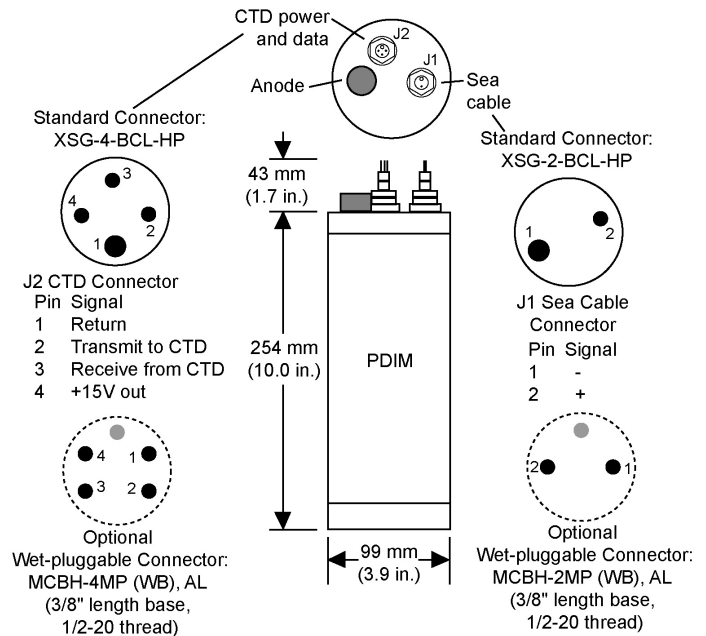 CTD power
and data
J2
J1
Anode
Sea
cable
Standard Connector:
XSG-4-BCL-HP
3
4
2
1
J2 CTD Connector
Pin Signal
1 Return
2 Transmit to CTD
3 Receive from CTD
4 +15V out
4
1
3
2
Optional
Wet-pluggable Connector:
MCBH-4MP (WB), AL
(3/8" length base,
1/2-20 thread)
43 mm
(1.7 in.)
254 mm
(10.0 in.)
PDIM
99 mm
(3.9 in.)
Standard Connector:
XSG-2-BCL-HP
1
2
J1 Sea Cable
Connector
Pin Signal
1 -
2 +
2
1
Optional
Wet-pluggable Connector:
MCBH-2MP (WB), AL
(3/8" length base,
1/2-20 thread)